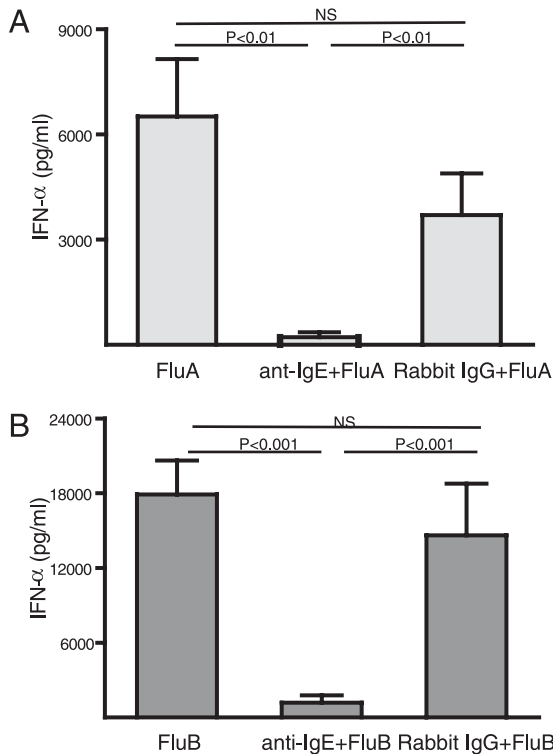 A
NS
P<0.01 P<0.01
9000
6000
3000
IFN-α (pg/ml)
FluA ant-IgE+FluA Rabbit IgG+FluA
B
NS
P<0.001 P<0.001
24000
18000
12000
6000
IFN-α (pg/ml)
FluB anti-IgE+FluB Rabbit IgG+FluB